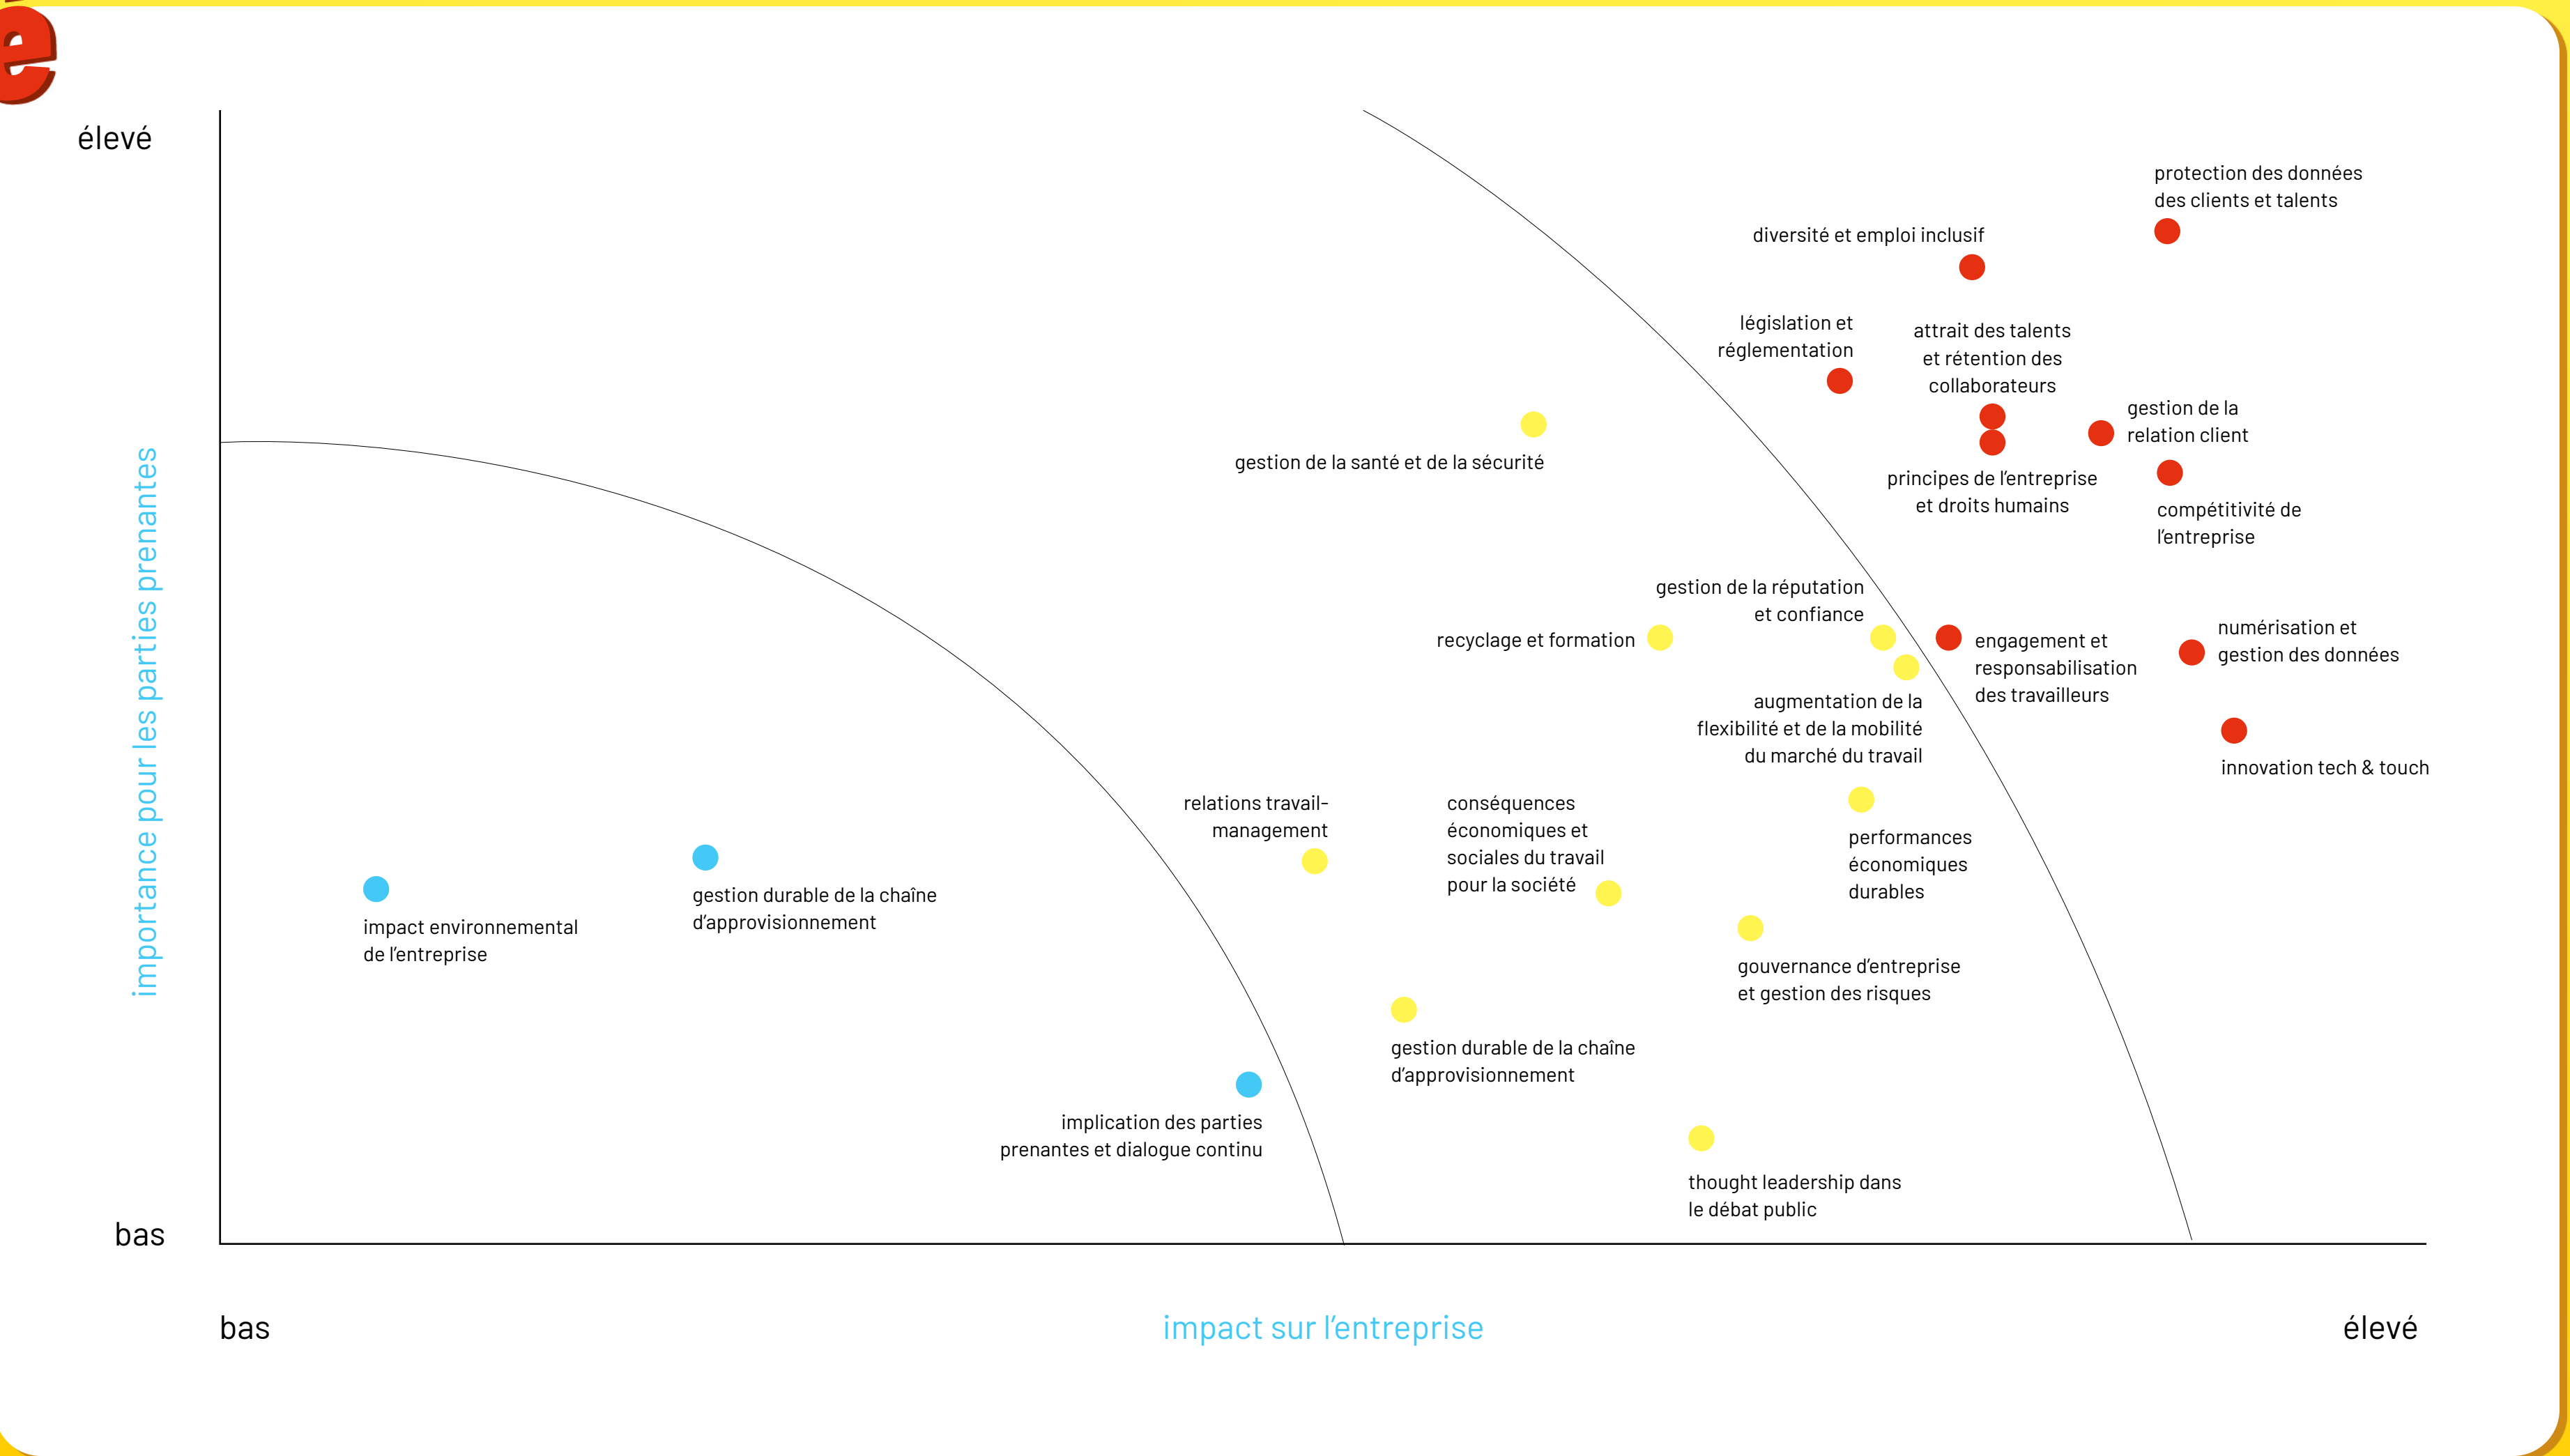 é
élevé
protection des données
des clients et talents
diversité et emploi inclusif
législation et
réglementation
attrait des talents
et rétention des
collaborateurs
gestion de la
relation client
gestion de la santé et de la sécurité
principes de l’entreprise
et droits humains
compétitivité de
l’entreprise
importance pour les parties prenantes
gestion de la réputation
et confiance
recyclage et formation
engagement et
responsabilisation
des travailleurs
numérisation et
gestion des données
augmentation de la
flexibilité et de la mobilité
du marché du travail
innovation tech & touch
relations travail-
management
conséquences
économiques et
sociales du travail
pour la société
performances
économiques
durables
gestion durable de la chaîne
d’approvisionnement
impact environnemental
de l’entreprise
gouvernance d’entreprise
et gestion des risques
gestion durable de la chaîne
d’approvisionnement
implication des parties
prenantes et dialogue continu
thought leadership dans
le débat public
bas
bas
impact sur l’entreprise
élevé